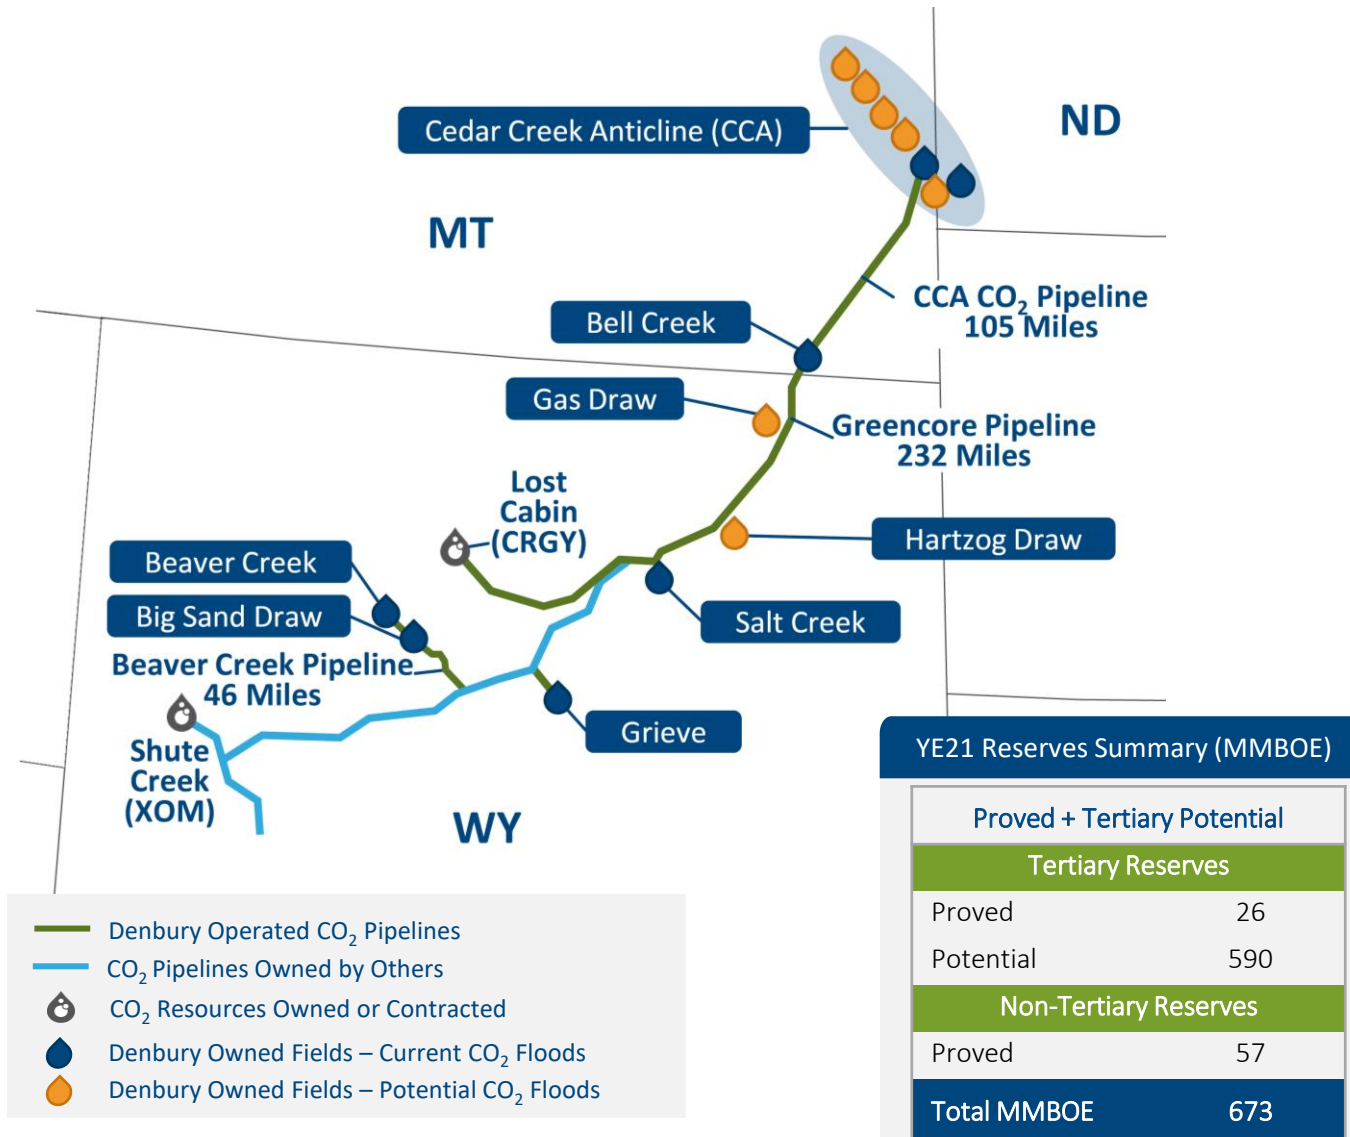 Cedar Creek Anticline (CCA)
ND
MT
CCA CO₂ Pipeline
105 Miles
Bell Creek
Gas Draw
Greencore Pipeline
232 Miles
Lost
Cabin
(CRGY)
Hartzog Draw
Beaver Creek
Big Sand Draw
Salt Creek
Beaver Creek Pipeline
46 Miles
Grieve
Shute
Creek
(XOM)
WY
Denbury Operated CO₂ Pipelines
CO₂ Pipelines Owned by Others
CO₂ Resources Owned or Contracted
Denbury Owned Fields – Current CO₂ Floods
Denbury Owned Fields – Potential CO₂ Floods
YE21 Reserves Summary (MMBOE)
Proved + Tertiary Potential
Tertiary Reserves
Proved 26
Potential 590
Non-Tertiary Reserves
Proved 57
Total MMBOE 673